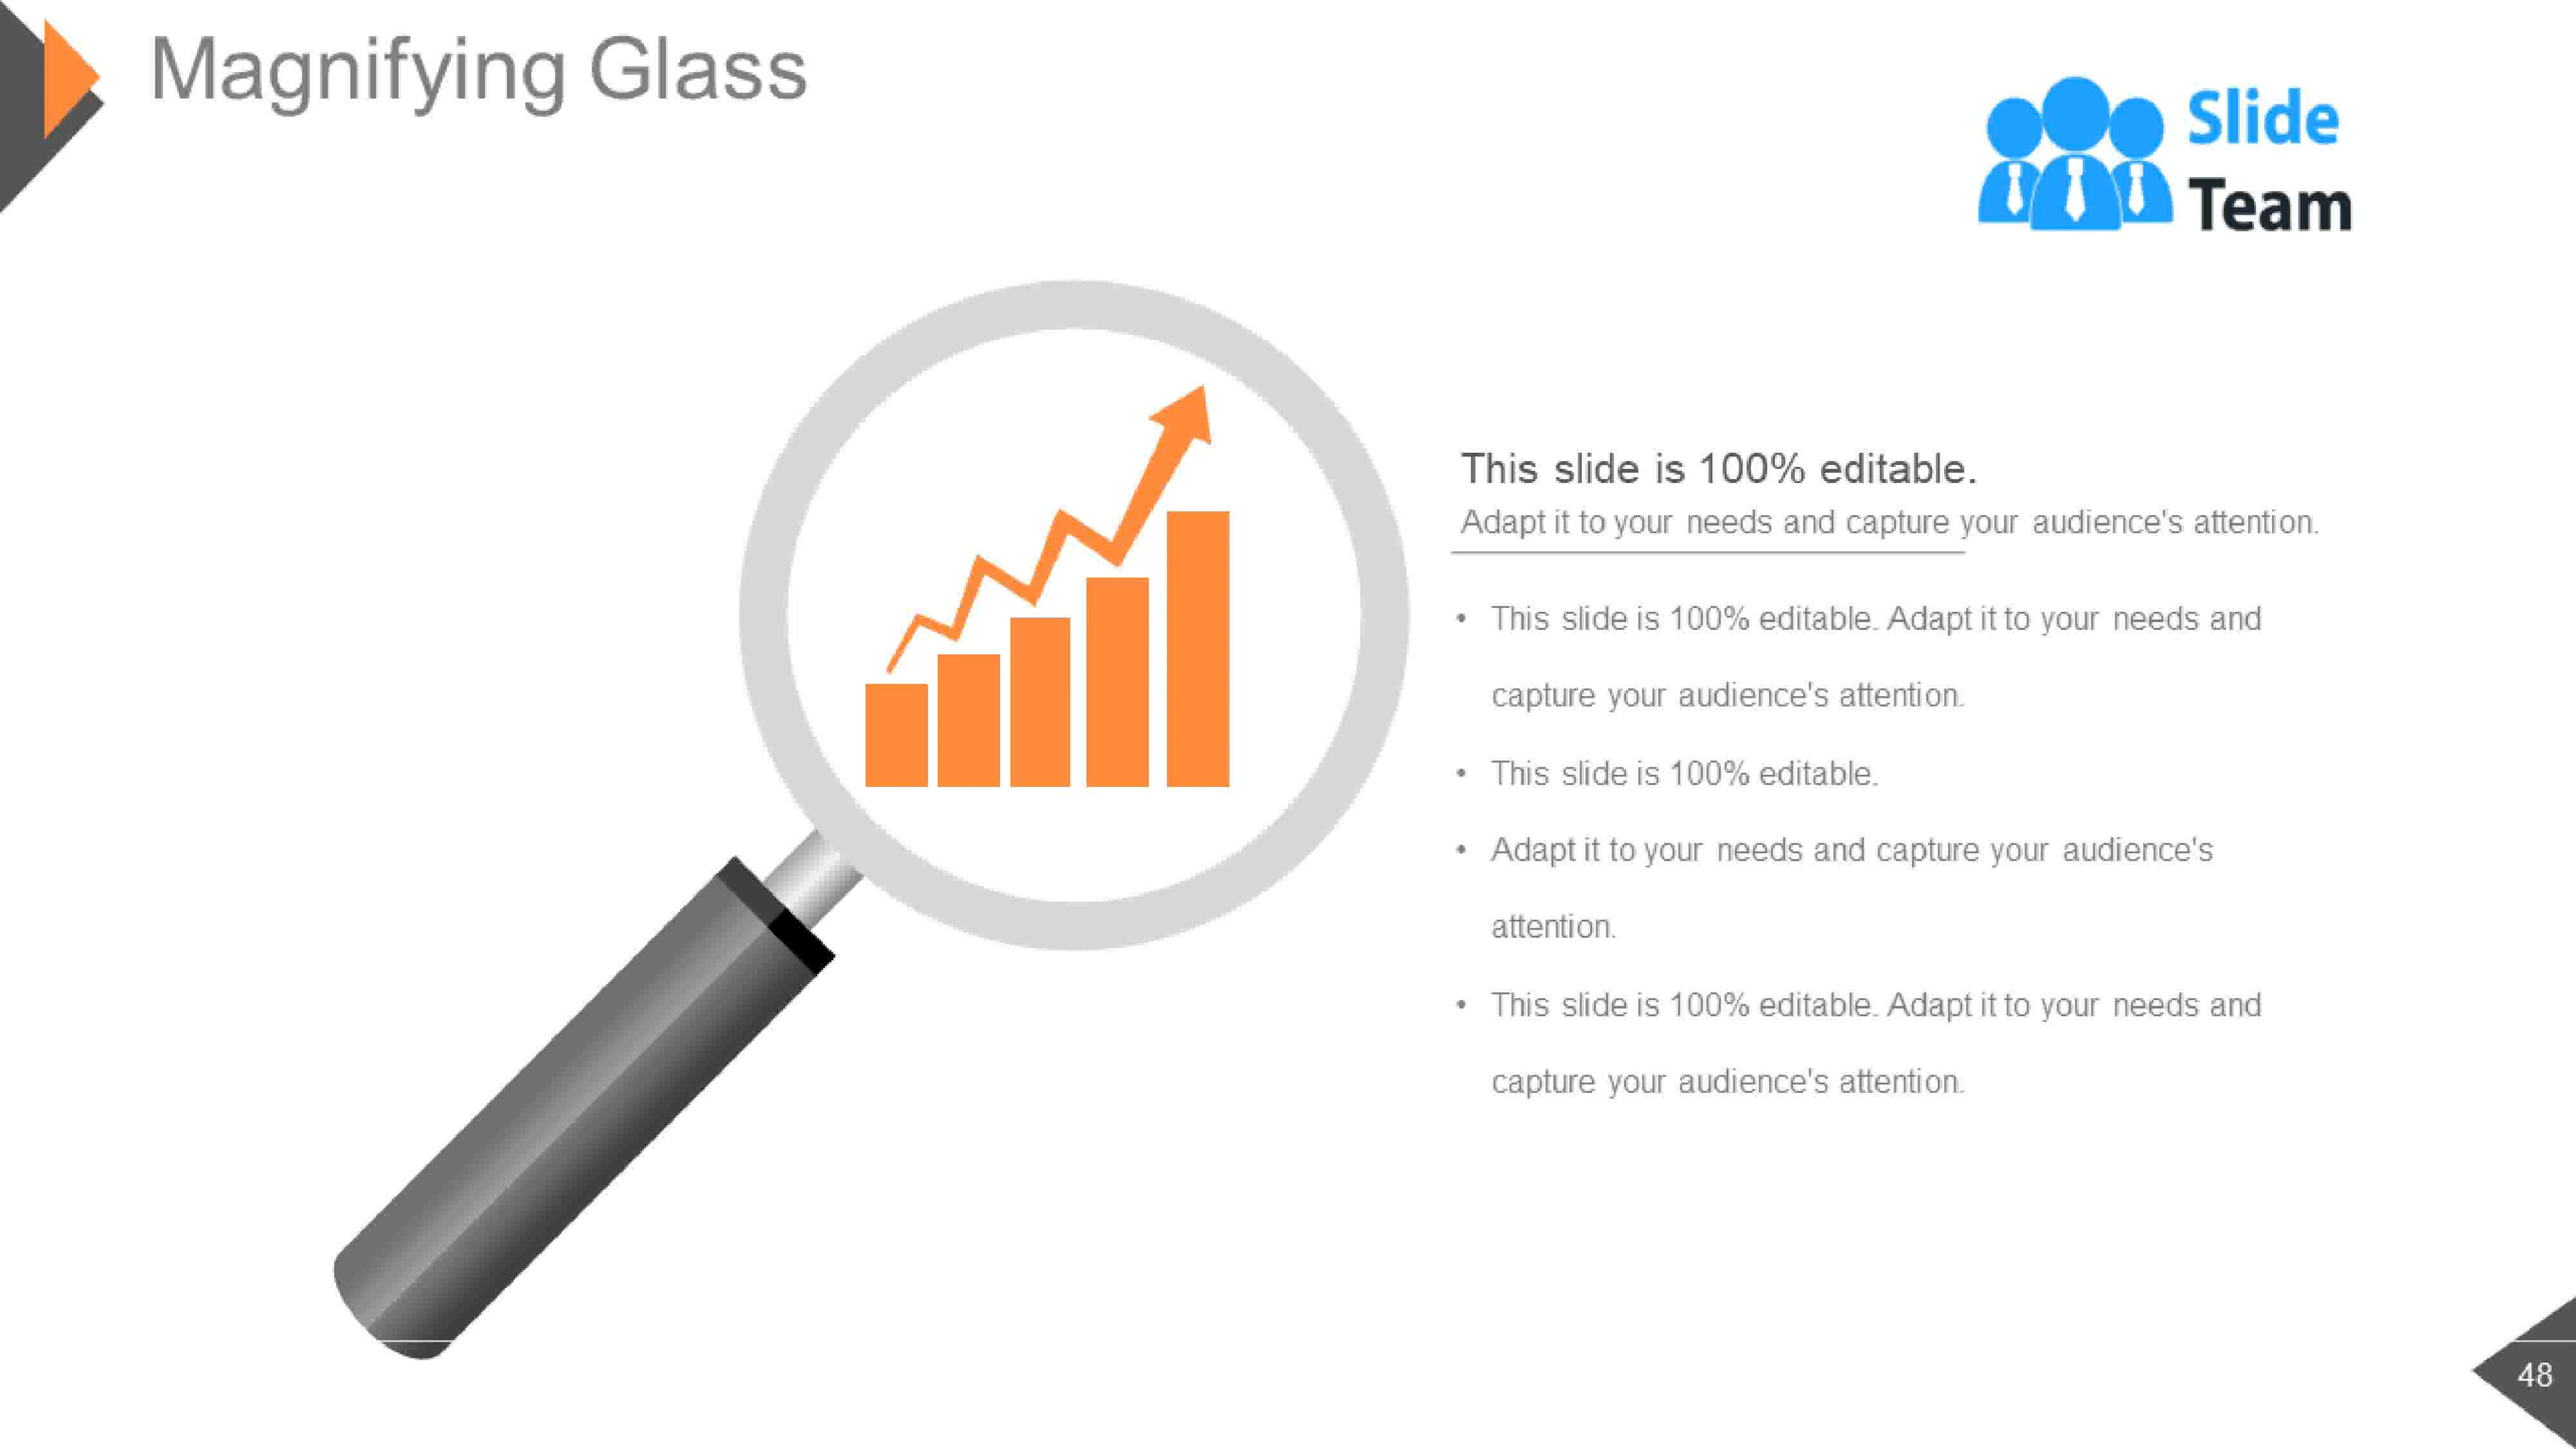 Magnifying Glass
Slide
Team
This slide is 100% editable.
Adapt it to your needs and capture your audience's attention.
• This slide is 100% editable. Adapt it to your needs and
capture your audience's attention.
• This slide is 100% editable.
• Adapt it to your needs and capture your audience's
attention.
• This slide is 100% editable. Adapt it to your needs and
capture your audience's attention.
48